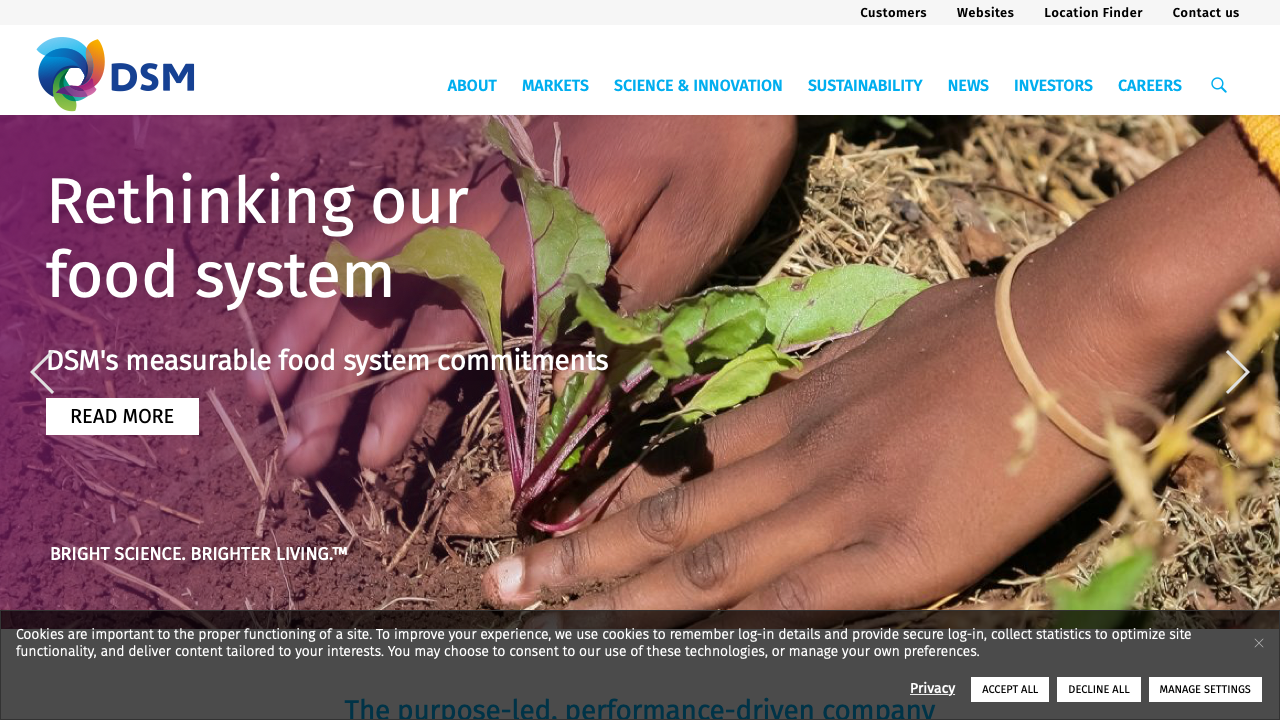 Customers Websites Location Finder Contact us
DSM
ABOUT MARKETS SCIENCE & INNOVATION SUSTAINABILITY NEWS INVESTORS CAREERS
Rethinking our
food system
DSM's measurable food system commitments
READ MORE
BRIGHT SCIENCE. BRIGHTER LIVING.™
Cookies are important to the proper functioning of a site. To improve your experience, we use cookies to remember log-in details and provide secure log-in, collect statistics to optimize site
functionality, and deliver content tailored to your interests. You may choose to consent to our use of these technologies, or manage your own preferences.
Privacy ACCEPT ALL DECLINE ALL MANAGE SETTINGS
The purpose-led, performance-driven company